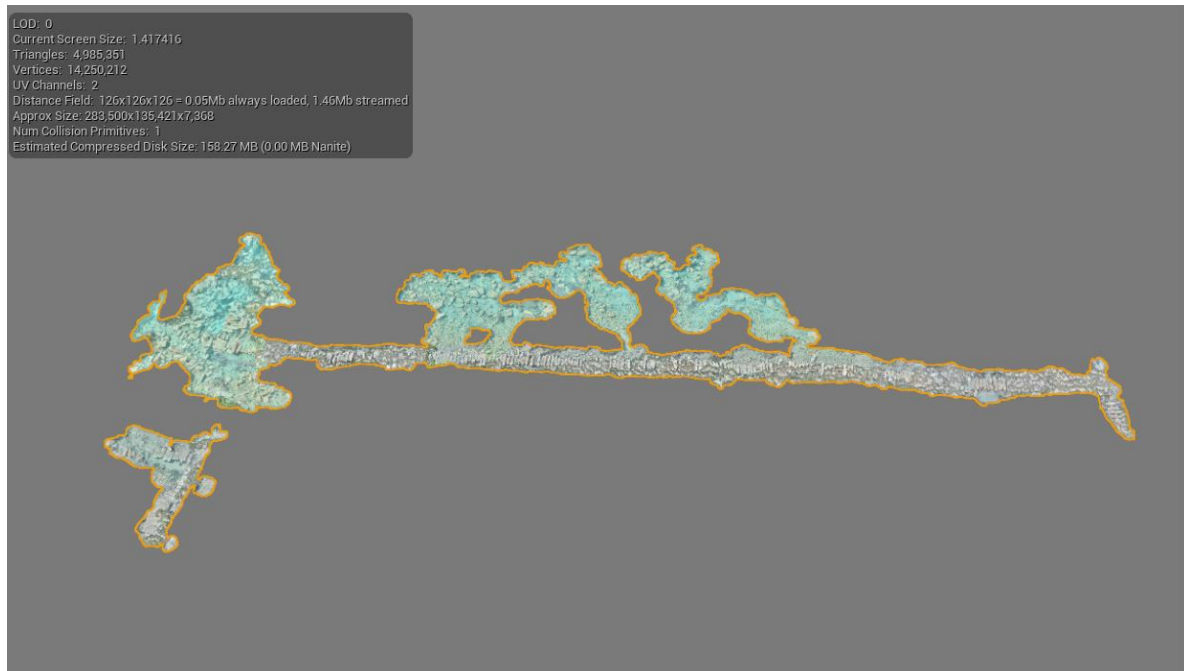 LOD: 0
Current Screen Size: 1.417416
Triangles: 4,985,351
Vertices: 14,250,212
UV Channels: 2
Distance Field: 126x126x126 = 0.05Mb always loaded, 1.46Mb streamed
Approx Size: 283,500x135,421x7,368
Num Collision Primitives: 1
Estimated Compressed Disk Size: 158.27 MB (0.00 MB Nanite)